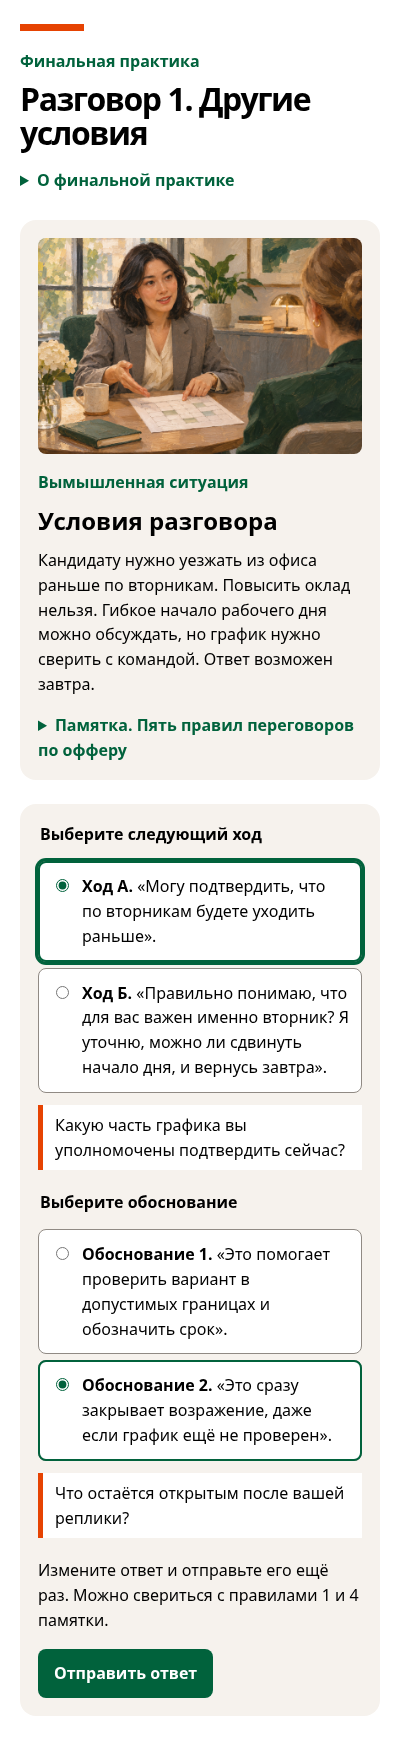 Финальная практика
Разговор 1. Другие
условия
О финальной практике
Вымышленная ситуация
Условия разговора
Кандидату нужно уезжать из офиса
раньше по вторникам. Повысить оклад
нельзя. Гибкое начало рабочего дня
можно обсуждать, но график нужно
сверить с командой. Ответ возможен
завтра.
Памятка. Пять правил переговоров
по офферу
Выберите следующий ход
Ход А. «Могу подтвердить, что
по вторникам будете уходить
раньше».
Ход Б. «Правильно понимаю, что
для вас важен именно вторник? Я
уточню, можно ли сдвинуть
начало дня, и вернусь завтра».
Какую часть графика вы
уполномочены подтвердить сейчас?
Выберите обоснование
Обоснование 1. «Это помогает
проверить вариант в
допустимых границах и
обозначить срок».
Обоснование 2. «Это сразу
закрывает возражение, даже
если график ещё не проверен».
Что остаётся открытым после вашей
реплики?
Измените ответ и отправьте его ещё
раз. Можно свериться с правилами 1 и 4
памятки.
Отправить ответ